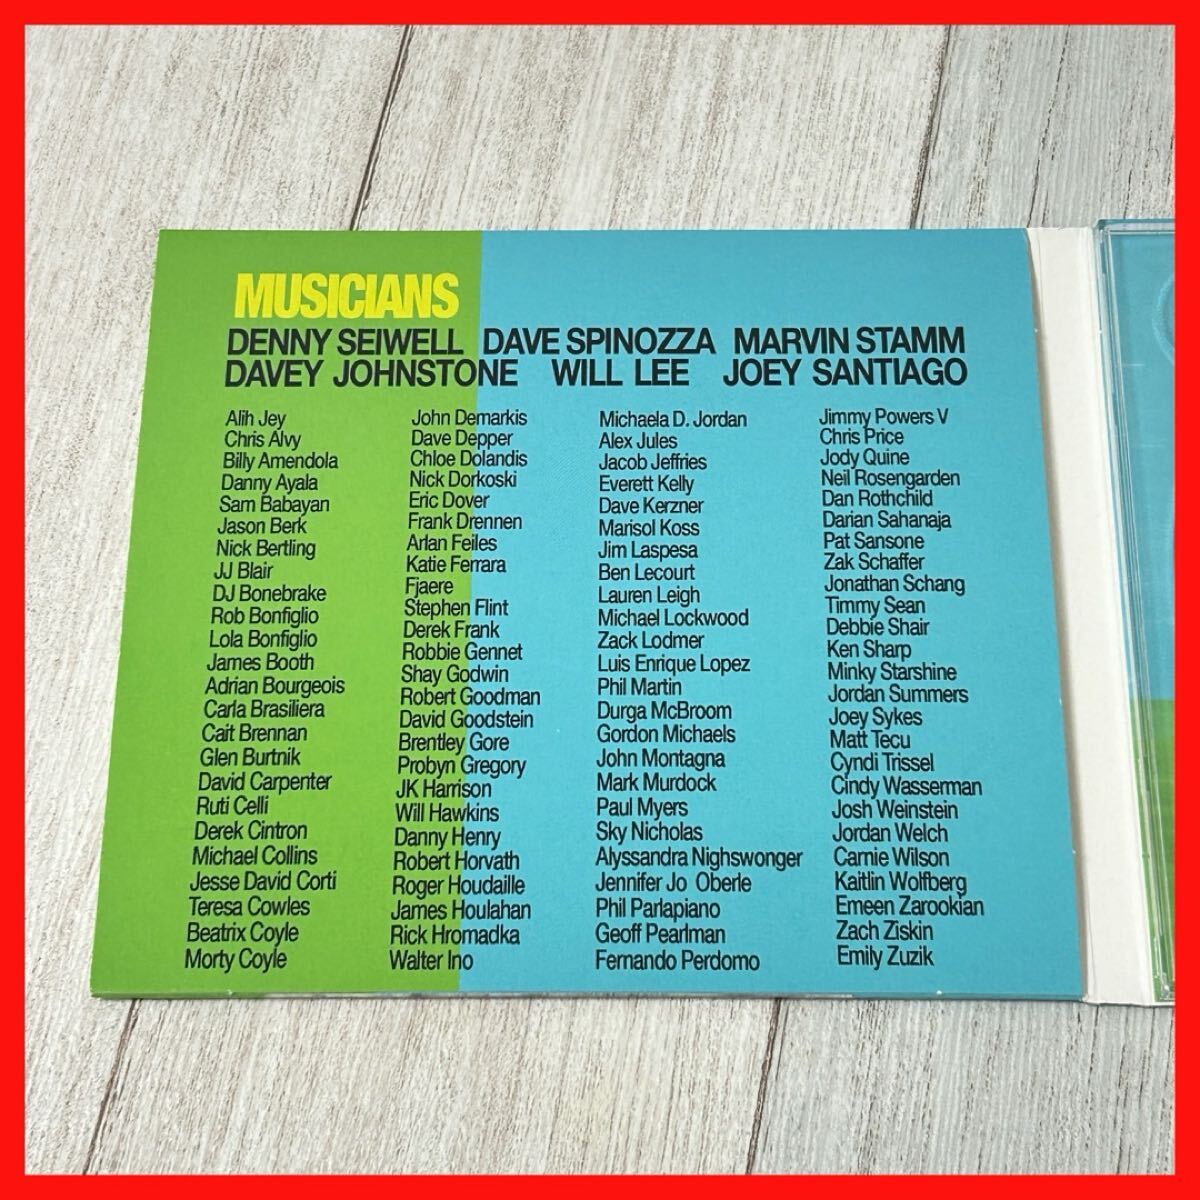 MUSICIANS
DENNY SEIWELL DAVE SPINOZZA MARVIN STAMM
DAVEY JOHNSTONE WILL LEE JOEY SANTIAGO
Alih Jey
Chris Alvy
Billy Amendola
Danny Ayala
Sam Babayan
Jason Berk
Nick Bertling
JJ Blair
DJ Bonebrake
Rob Bonfiglio
Lola Bonfiglio
James Booth
Adrian Bourgeois
Carla Brasiliera
Cait Brennan
Glen Burtnik
David Carpenter
Ruti Celli
Derek Cintron
Michael Collins
Jesse David Corti
Teresa Cowles
Beatrix Coyle
Morty Coyle
John Demarkis
Dave Depper
Chloe Dolandis
Nick Dorkoski
Eric Dover
Frank Drennen
Arlan Feiles
Katie Ferrara
Fjaere
Stephen Flint
Derek Frank
Robbie Gennet
Shay Godwin
Robert Goodman
David Goodstein
Brentley Gore
Probyn Gregory
JK Harrison
Will Hawkins
Danny Henry
Robert Horvath
Roger Houdaille
James Houlahan
Rick Hromadka
Walter Ino
Michaela D. Jordan
Alex Jules
Jacob Jeffries
Everett Kelly
Dave Kerzner
Marisol Koss
Jim Laspesa
Ben Lecourt
Lauren Leigh
Michael Lockwood
Zack Lodmer
Luis Enrique Lopez
Phil Martin
Durga McBroom
Gordon Michaels
John Montagna
Mark Murdock
Paul Myers
Sky Nicholas
Alyssandra Nighswonger
Jennifer Jo Oberle
Phil Parlapiano
Geoff Pearlman
Fernando Perdomo
Jimmy Powers V
Chris Price
Jody Quine
Neil Rosengarden
Dan Rothchild
Darian Sahanaja
Pat Sansone
Zak Schaffer
Jonathan Schang
Timmy Sean
Debbie Shair
Ken Sharp
Minky Starshine
Jordan Summers
Joey Sykes
Matt Tecu
Cyndi Trissel
Cindy Wasserman
Josh Weinstein
Jordan Welch
Carnie Wilson
Kaitlin Wolfberg
Emeen Zarookian
Zach Ziskin
Emily Zuzik